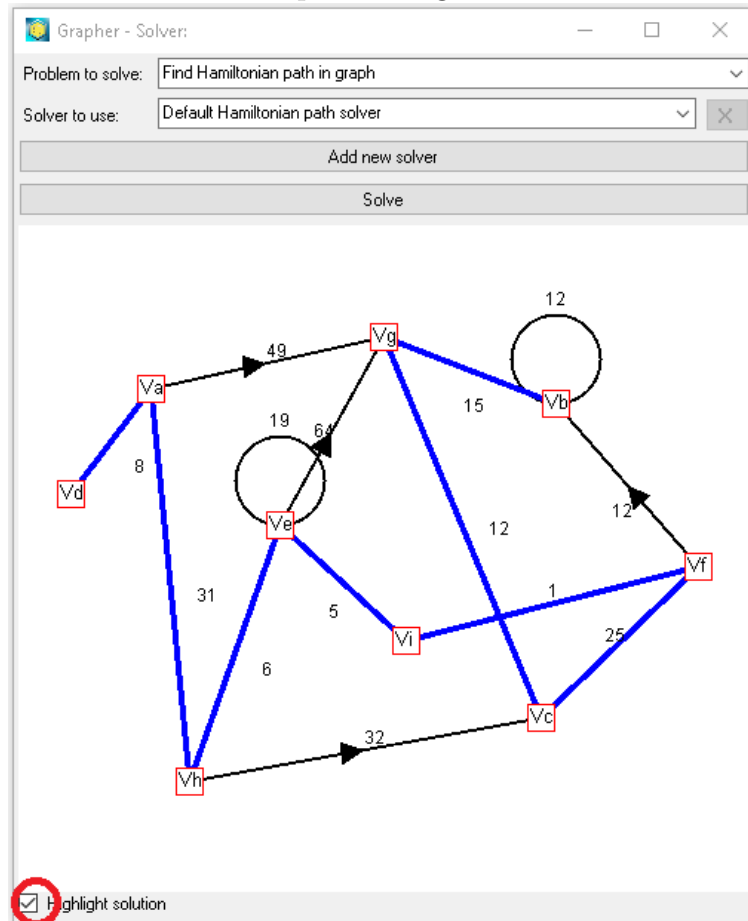 Grapher - Solver:
Problem to solve: Find Hamiltonian path in graph
Solver to use: Default Hamiltonian path solver
Add new solver
Solve
12
Vg
49
Va
Vb
15
19
64
8
Vd
12
Ve
12
Vf
1
31
5
25
Vi
6
Vc
32
Vh
Highlight solution